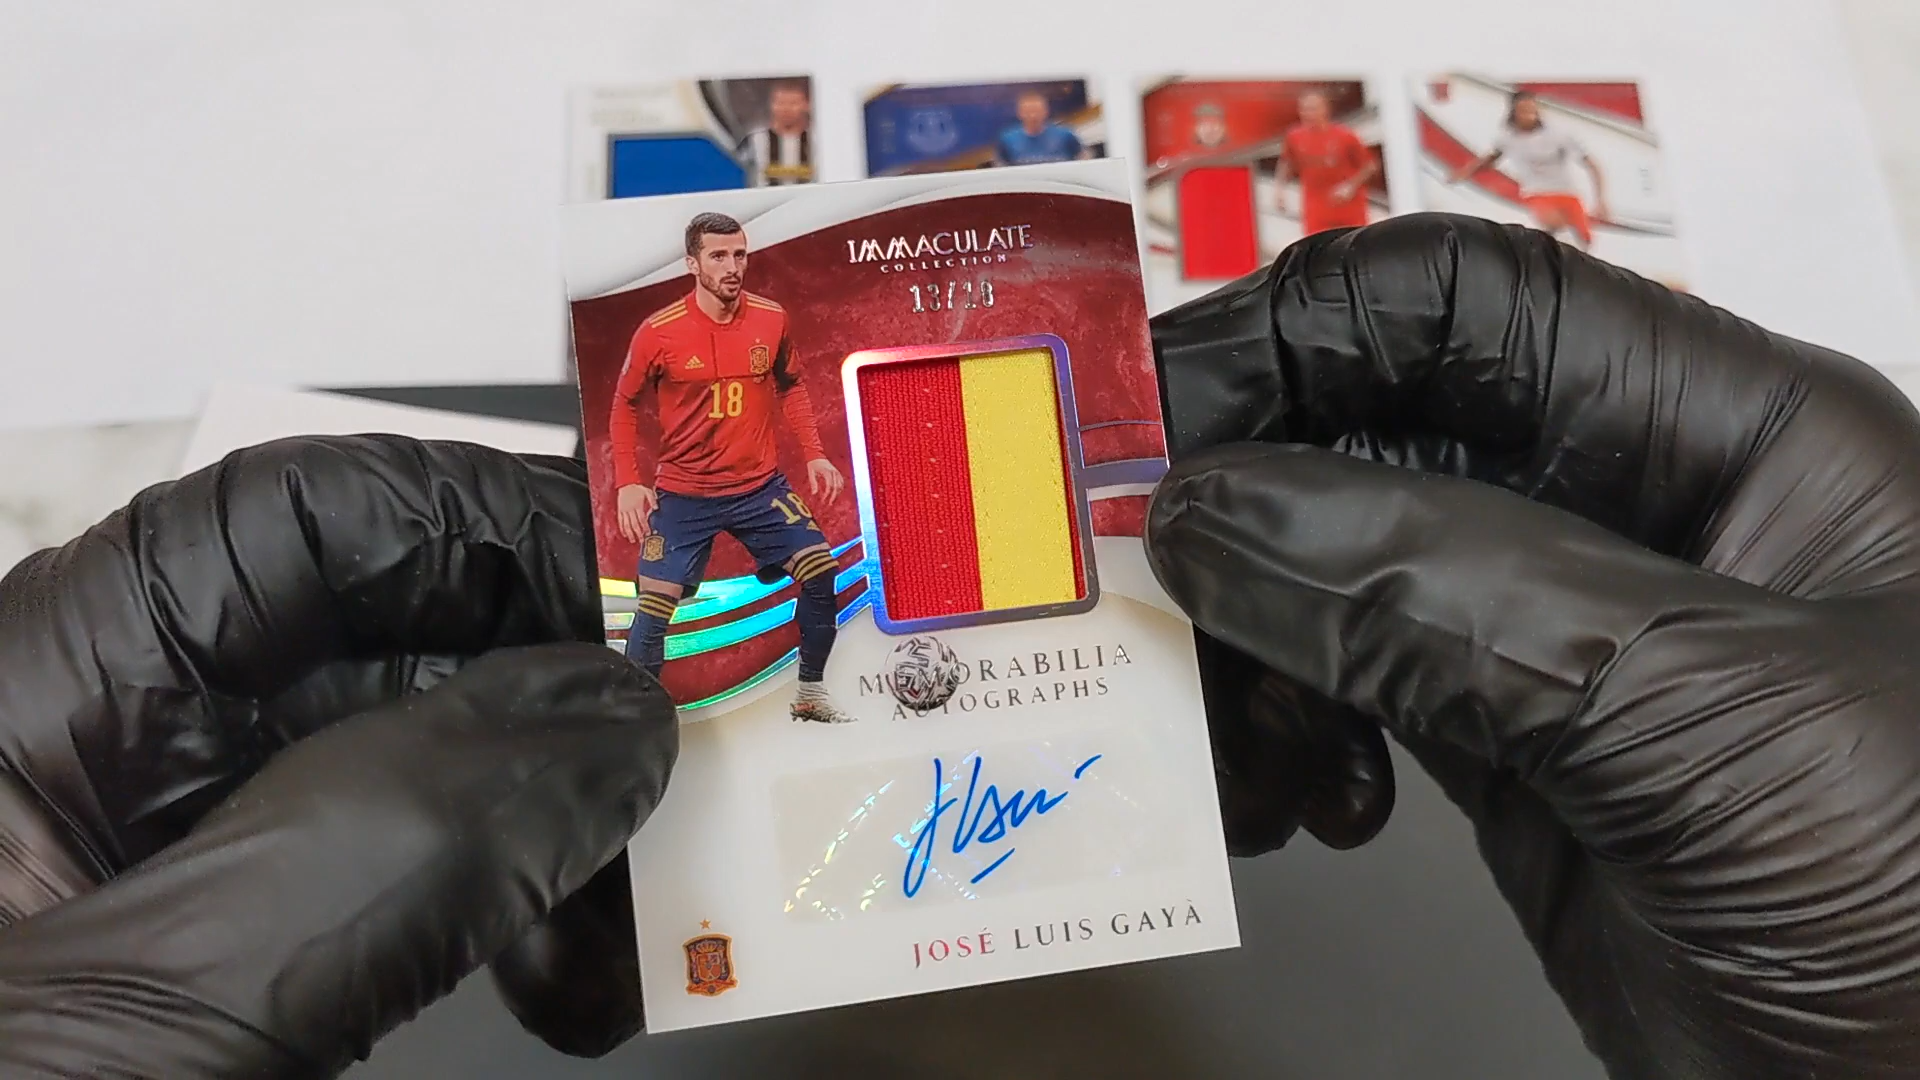 IMMACULATE
COLLECTION
13/18
18
18
MEMORABILIA
AUTOGRAPHS
JOSÉ LUIS GAYÀ